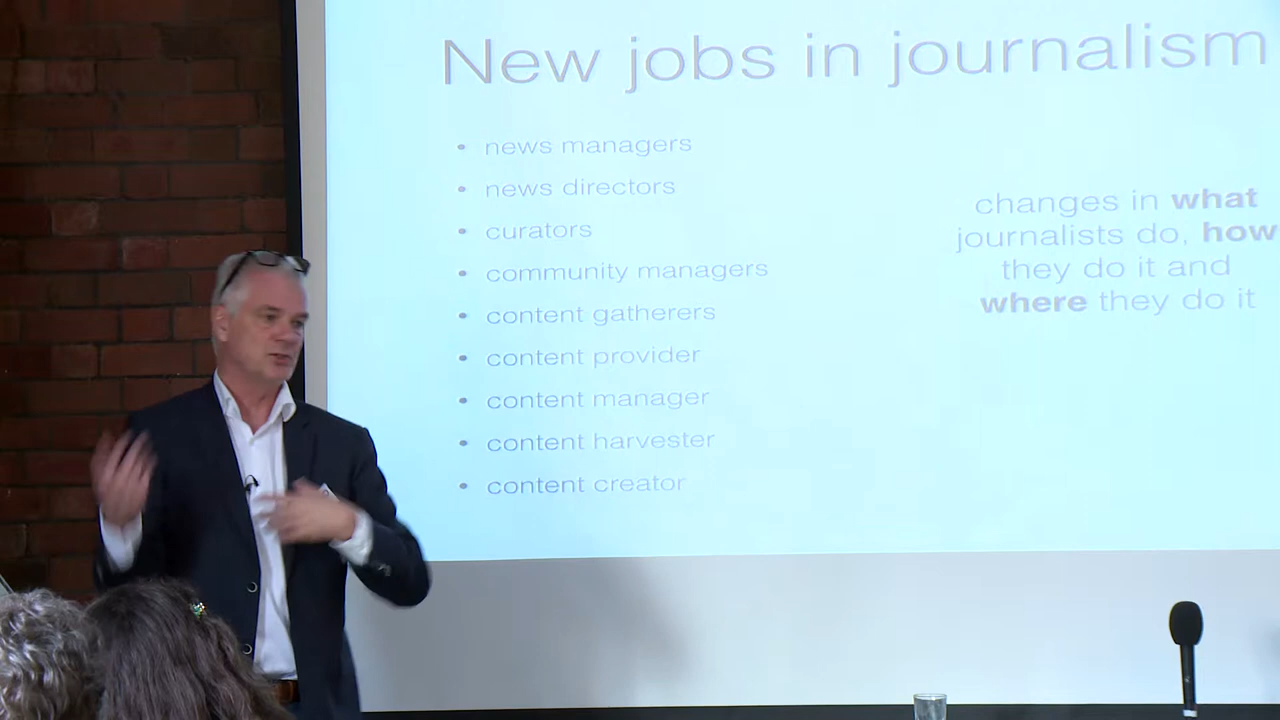 New jobs in journalism
• news managers
• news directors
• curators
• community managers
• content gatherers
• content provider
• content manager
• content harvester
• content creator
changes in what
journalists do, how
they do it and
where they do it